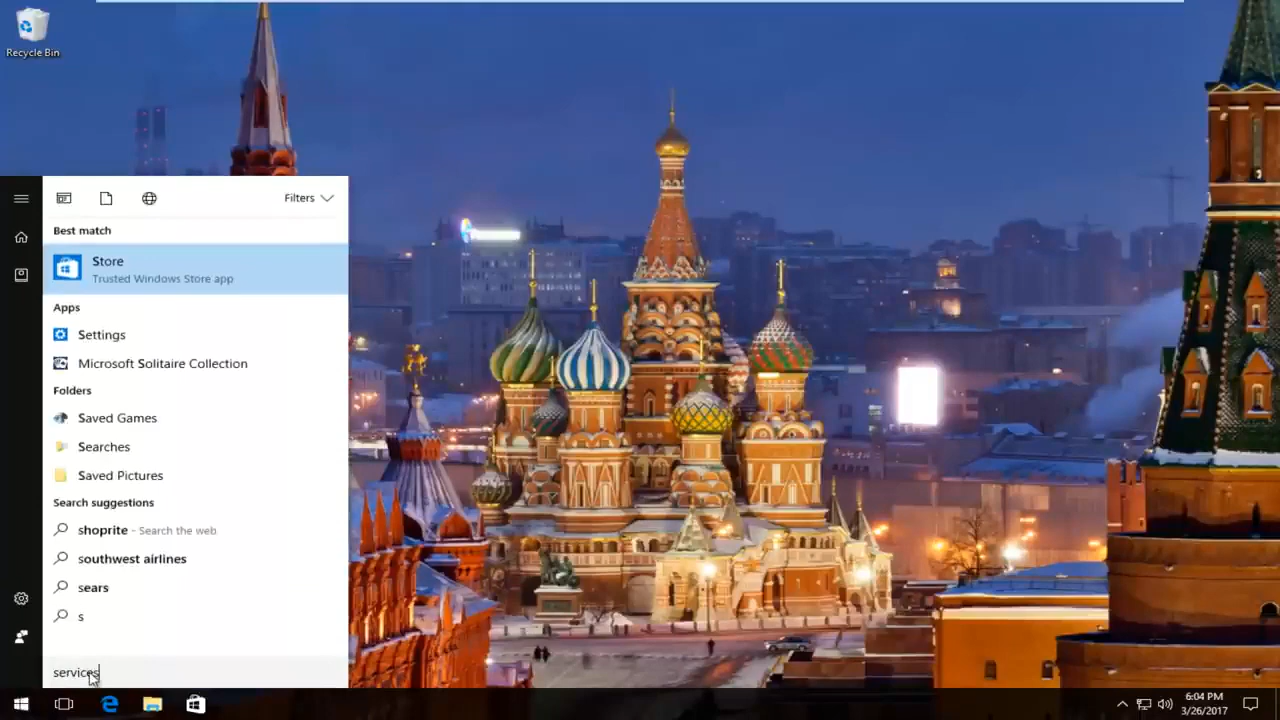 Recycle Bin
Filters
Best match
Store
Trusted Windows Store app
Apps
Settings
Microsoft Solitaire Collection
Folders
Saved Games
Searches
Saved Pictures
Search suggestions
shoprite - Search the web
southwest airlines
sears
s
services
6:04 PM
3/26/2017